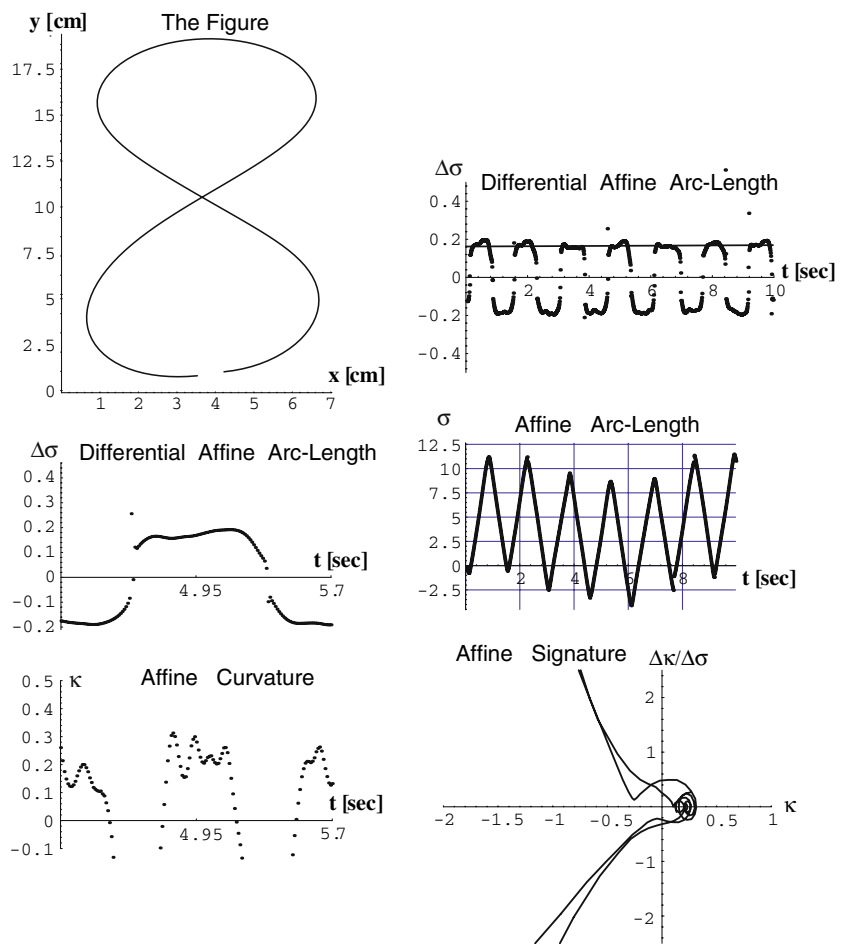 y [cm]
The Figure
17.5
15
12.5
10
7.5
5
2.5
0
1 2 3 4 5 6 7
x [cm]
Δσ
Differential Affine Arc-Length
0.4
0.2
0
-0.2
-0.4
2 4 6 8 10
t [sec]
Δσ
Differential Affine Arc-Length
0.4
0.3
0.2
0.1
0
-0.1
-0.2
4.95 5.7
t [sec]
σ
Affine Arc-Length
12.5
10
7.5
5
2.5
0
-2.5
2 4 6 8
t [sec]
κ
Affine Curvature
0.5
0.4
0.3
0.2
0.1
0
-0.1
4.95 5.7
t [sec]
Affine Signature
Δκ/Δσ
2
1
-1
-2
-2 -1.5 -1 -0.5 0.5 1
κ